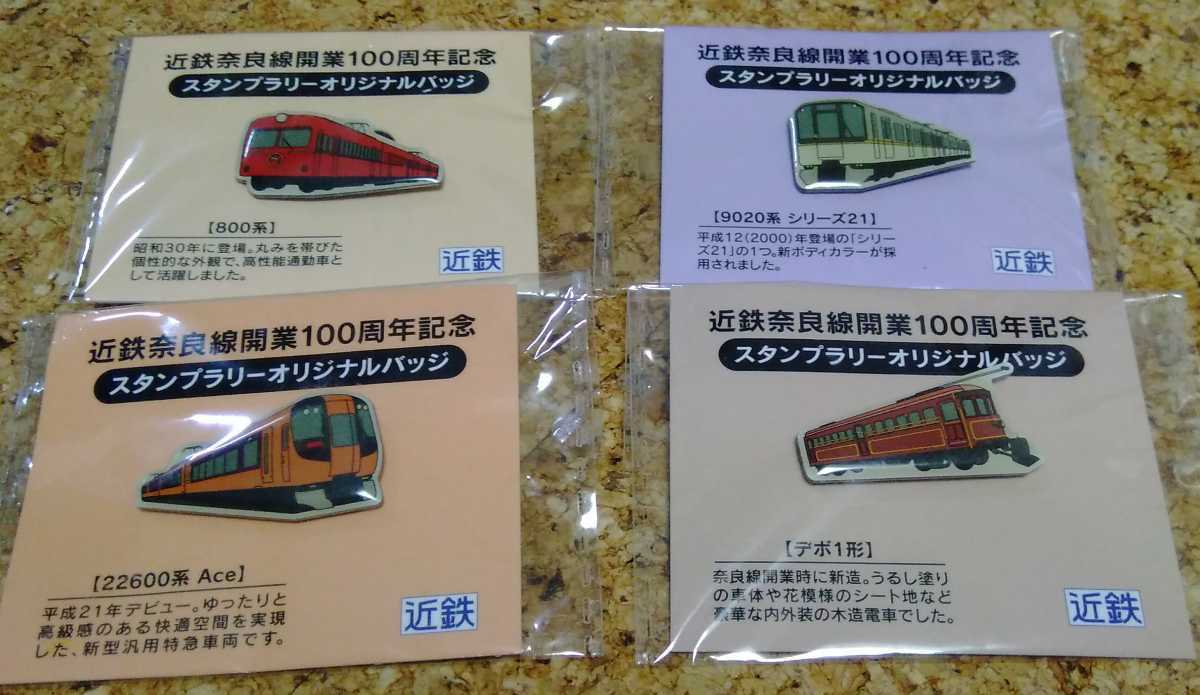 近鉄奈良線開業100周年記念
スタンプラリーオリジナルバッジ
【800系】
昭和30年に登場。丸みを帯びた
個性的な外観で、高性能通勤車と
して活躍しました。
近鉄
近鉄奈良線開業100周年記念
スタンプラリーオリジナルバッジ
【9020系 シリーズ21】
平成12(2000)年登場の「シリー
ズ21」の1つ。新ボディカラーが採
用されました。
近鉄
近鉄奈良線開業100周年記念
スタンプラリーオリジナルバッジ
【22600系 Ace】
平成21年デビュー。ゆったりと
高級感のある快適空間を実現
した、新型汎用特急車両です。
近鉄
近鉄奈良線開業100周年記念
スタンプラリーオリジナルバッジ
【デボ1形】
奈良線開業時に新造。うるし塗り
の車体や花模様のシート地など
豪華な内外装の木造電車でした。
近鉄